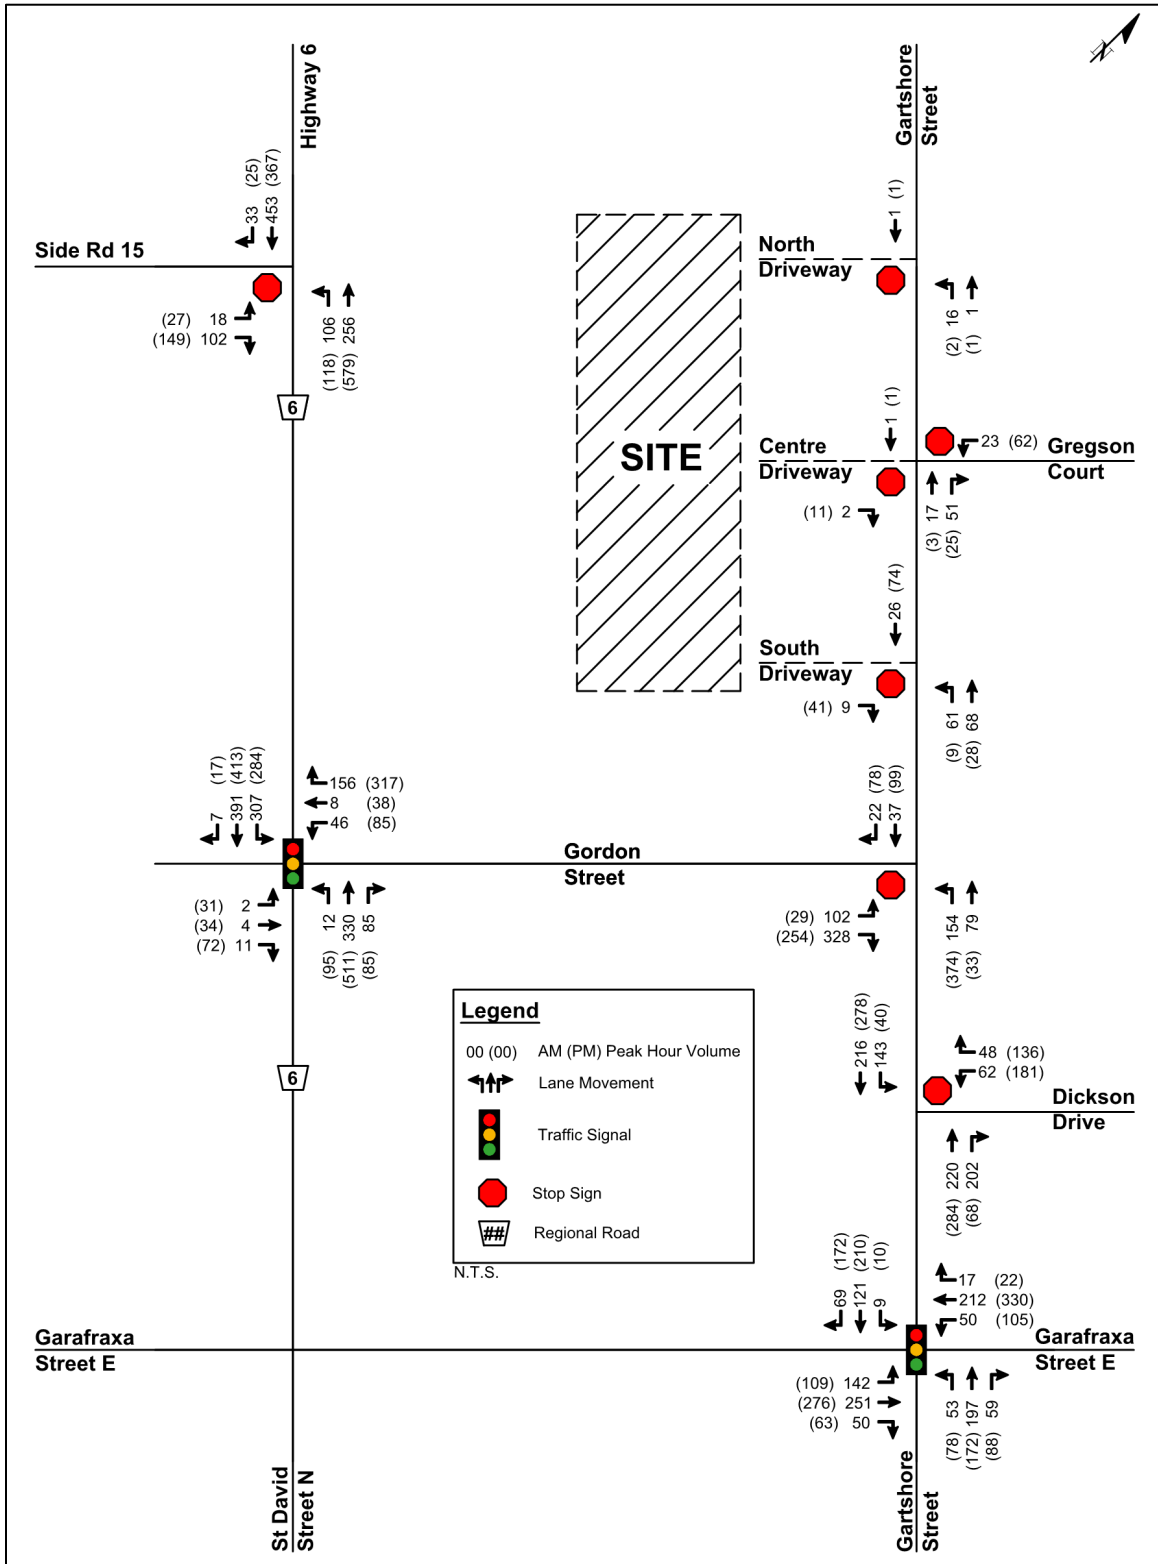 N
Highway 6
Gartshore
Street
33 (25)
453 (367)
1 (1)
Side Rd 15
North
Driveway
(27) 18
(149) 102
(118) 106
(579) 256
(2) 16
(1) 1
6
1 (1)
SITE
Centre
Driveway
23 (62)
Gregson
Court
(11) 2
(3) 17
(25) 51
26 (74)
South
Driveway
(41) 9
(9) 61
(28) 68
7 (17)
391 (413)
307 (284)
156 (317)
8 (38)
46 (85)
22 (78)
37 (99)
Gordon
Street
(31) 2
(34) 4
(72) 11
(95) 12
(511) 330
(85) 85
(29) 102
(254) 328
(374) 154
(33) 79
Legend
00 (00) AM (PM) Peak Hour Volume
Lane Movement
Traffic Signal
Stop Sign
## Regional Road
N.T.S.
6
216 (278)
143 (40)
48 (136)
62 (181)
Dickson
Drive
(284) 220
(68) 202
69 (172)
121 (210)
9 (10)
17 (22)
212 (330)
50 (105)
Garafraxa
Street E
Garafraxa
Street E
(109) 142
(276) 251
(63) 50
(78) 53
(172) 197
(88) 59
St David
Street N
Gartshore
Street